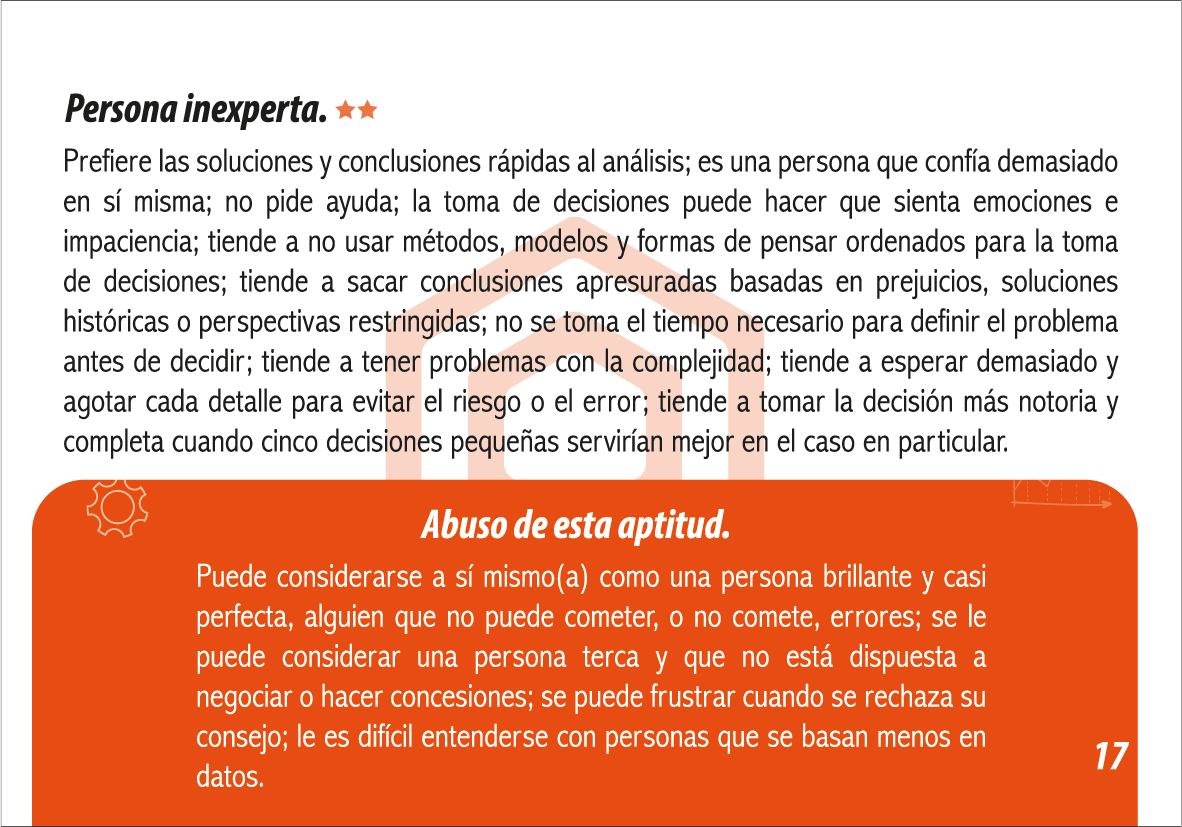 Persona inexperta.
Prefiere las soluciones y conclusiones rápidas al análisis; es una persona que confía demasiado
en sí misma; no pide ayuda; la toma de decisiones puede hacer que sienta emociones e
impaciencia; tiende a no usar métodos, modelos y formas de pensar ordenados para la toma
de decisiones; tiende a sacar conclusiones apresuradas basadas en prejuicios, soluciones
históricas o perspectivas restringidas; no se toma el tiempo necesario para definir el problema
antes de decidir; tiende a tener problemas con la complejidad; tiende a esperar demasiado y
agotar cada detalle para evitar el riesgo o el error; tiende a tomar la decisión más notoria y
completa cuando cinco decisiones pequeñas servirían mejor en el caso en particular.
Abuso de esta aptitud.
Puede considerarse a sí mismo(a) como una persona brillante y casi
perfecta, alguien que no puede cometer, o no comete, errores; se le
puede considerar una persona terca y que no está dispuesta a
negociar o hacer concesiones; se puede frustrar cuando se rechaza su
consejo; le es difícil entenderse con personas que se basan menos en
datos.
17